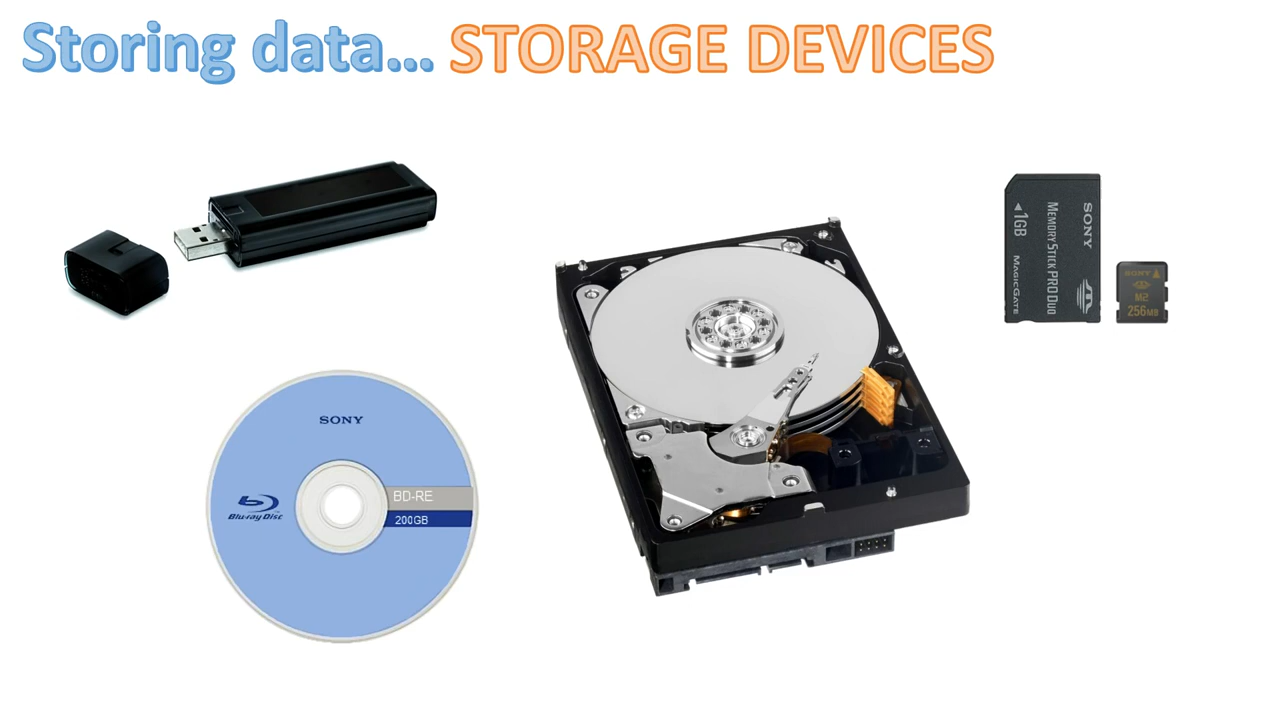 Storing data... STORAGE DEVICES
SONY
MEMORY STICK PRO DUO
1GB
MAGICGATE
SONY
M2
256MB
SONY
Blu-ray Disc
BD-RE
200GB